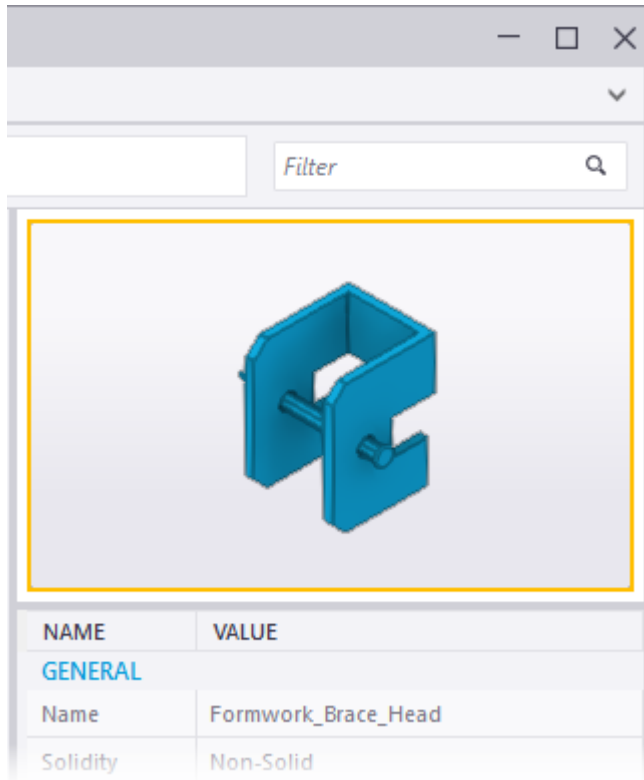 Filter
NAME VALUE
GENERAL
Name Formwork_Brace_Head
Solidity Non-Solid